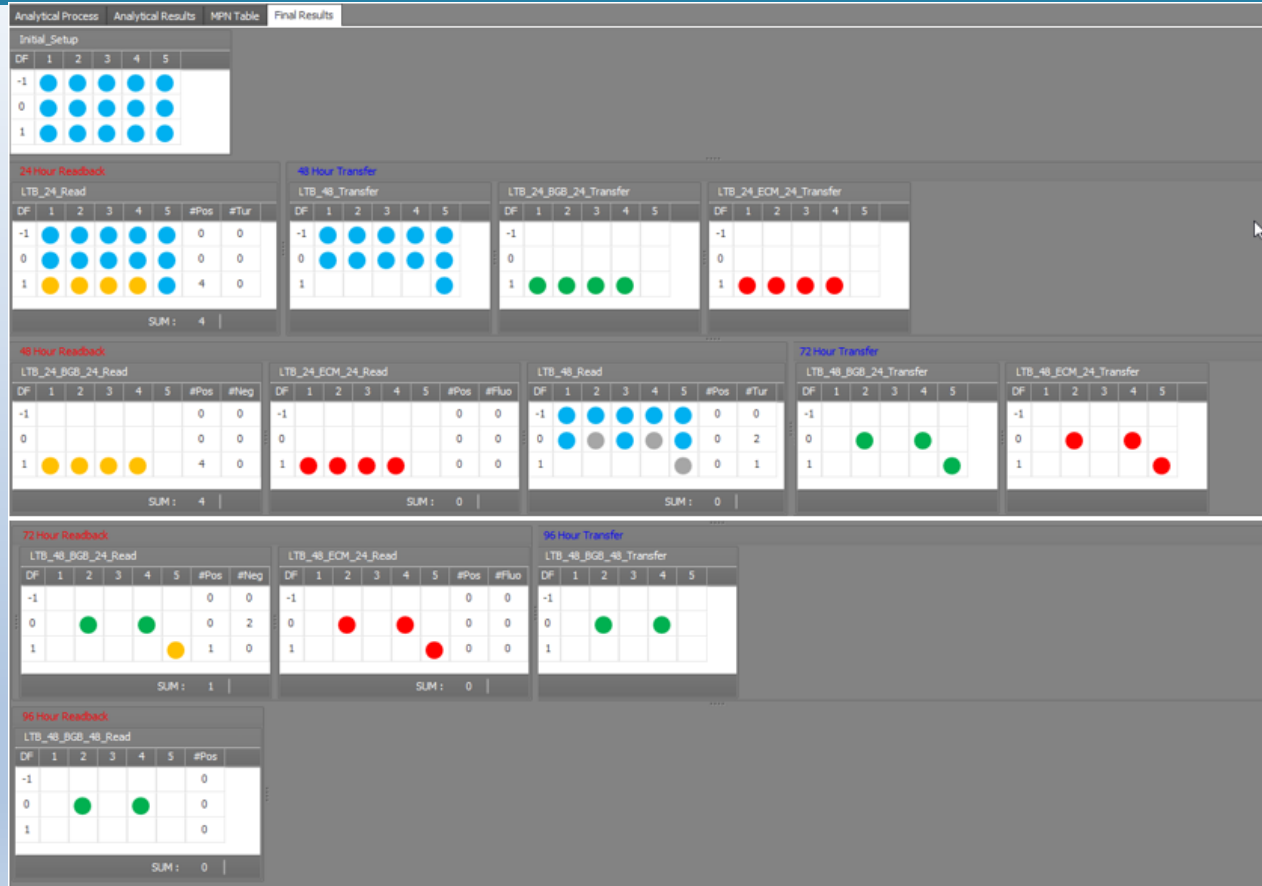 Analytical Process Analytical Results MPN Table Final Results
Initial_Setup
DF 1 2 3 4 5
-1
0
1
24 Hour Readback 48 Hour Transfer
LTB_24_Read LTB_48_Transfer LTB_24_BGB_24_Transfer LTB_24_ECM_24_Transfer
DF 1 2 3 4 5 #Pos #Tur DF 1 2 3 4 5 DF 1 2 3 4 5 DF 1 2 3 4 5
-1 0 0 -1 -1 -1
0 0 0 0 0 0
1 4 0 1 1 1
SUM : 4
48 Hour Readback 72 Hour Transfer
LTB_24_BGB_24_Read LTB_24_ECM_24_Read LTB_48_Read LTB_48_BGB_24_Transfer LTB_48_ECM_24_Transfer
DF 1 2 3 4 5 #Pos #Neg DF 1 2 3 4 5 #Pos #Fluo DF 1 2 3 4 5 #Pos #Tur DF 1 2 3 4 5 DF 1 2 3 4 5
-1 0 0 -1 0 0 -1 0 0 -1 -1
0 0 0 0 0 0 0 0 2 0 0
1 4 0 1 0 0 1 0 1 1 1
SUM : 4 SUM : 0 SUM : 0
72 Hour Readback 96 Hour Transfer
LTB_48_BGB_24_Read LTB_48_ECM_24_Read LTB_48_BGB_48_Transfer
DF 1 2 3 4 5 #Pos #Neg DF 1 2 3 4 5 #Pos #Fluo DF 1 2 3 4 5
-1 0 0 -1 0 0 -1
0 0 2 0 0 0 0
1 1 0 1 0 0 1
SUM : 1 SUM : 0
96 Hour Readback
LTB_48_BGB_48_Read
DF 1 2 3 4 5 #Pos
-1 0
0 0
1 0
SUM : 0